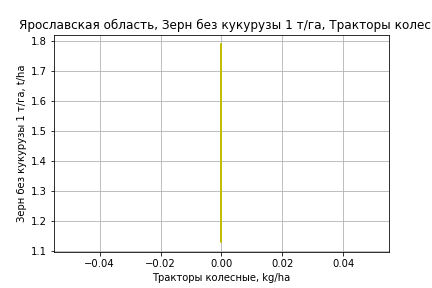 Ярославская область, Зерн без кукурузы 1 т/га, Тракторы колес
1.8
1.7
1.6
1.5
1.4
1.3
1.2
1.1
Зерн без кукурузы 1 т/га, t/ha
−0.04 −0.02 0.00 0.02 0.04
Тракторы колесные, kg/ha